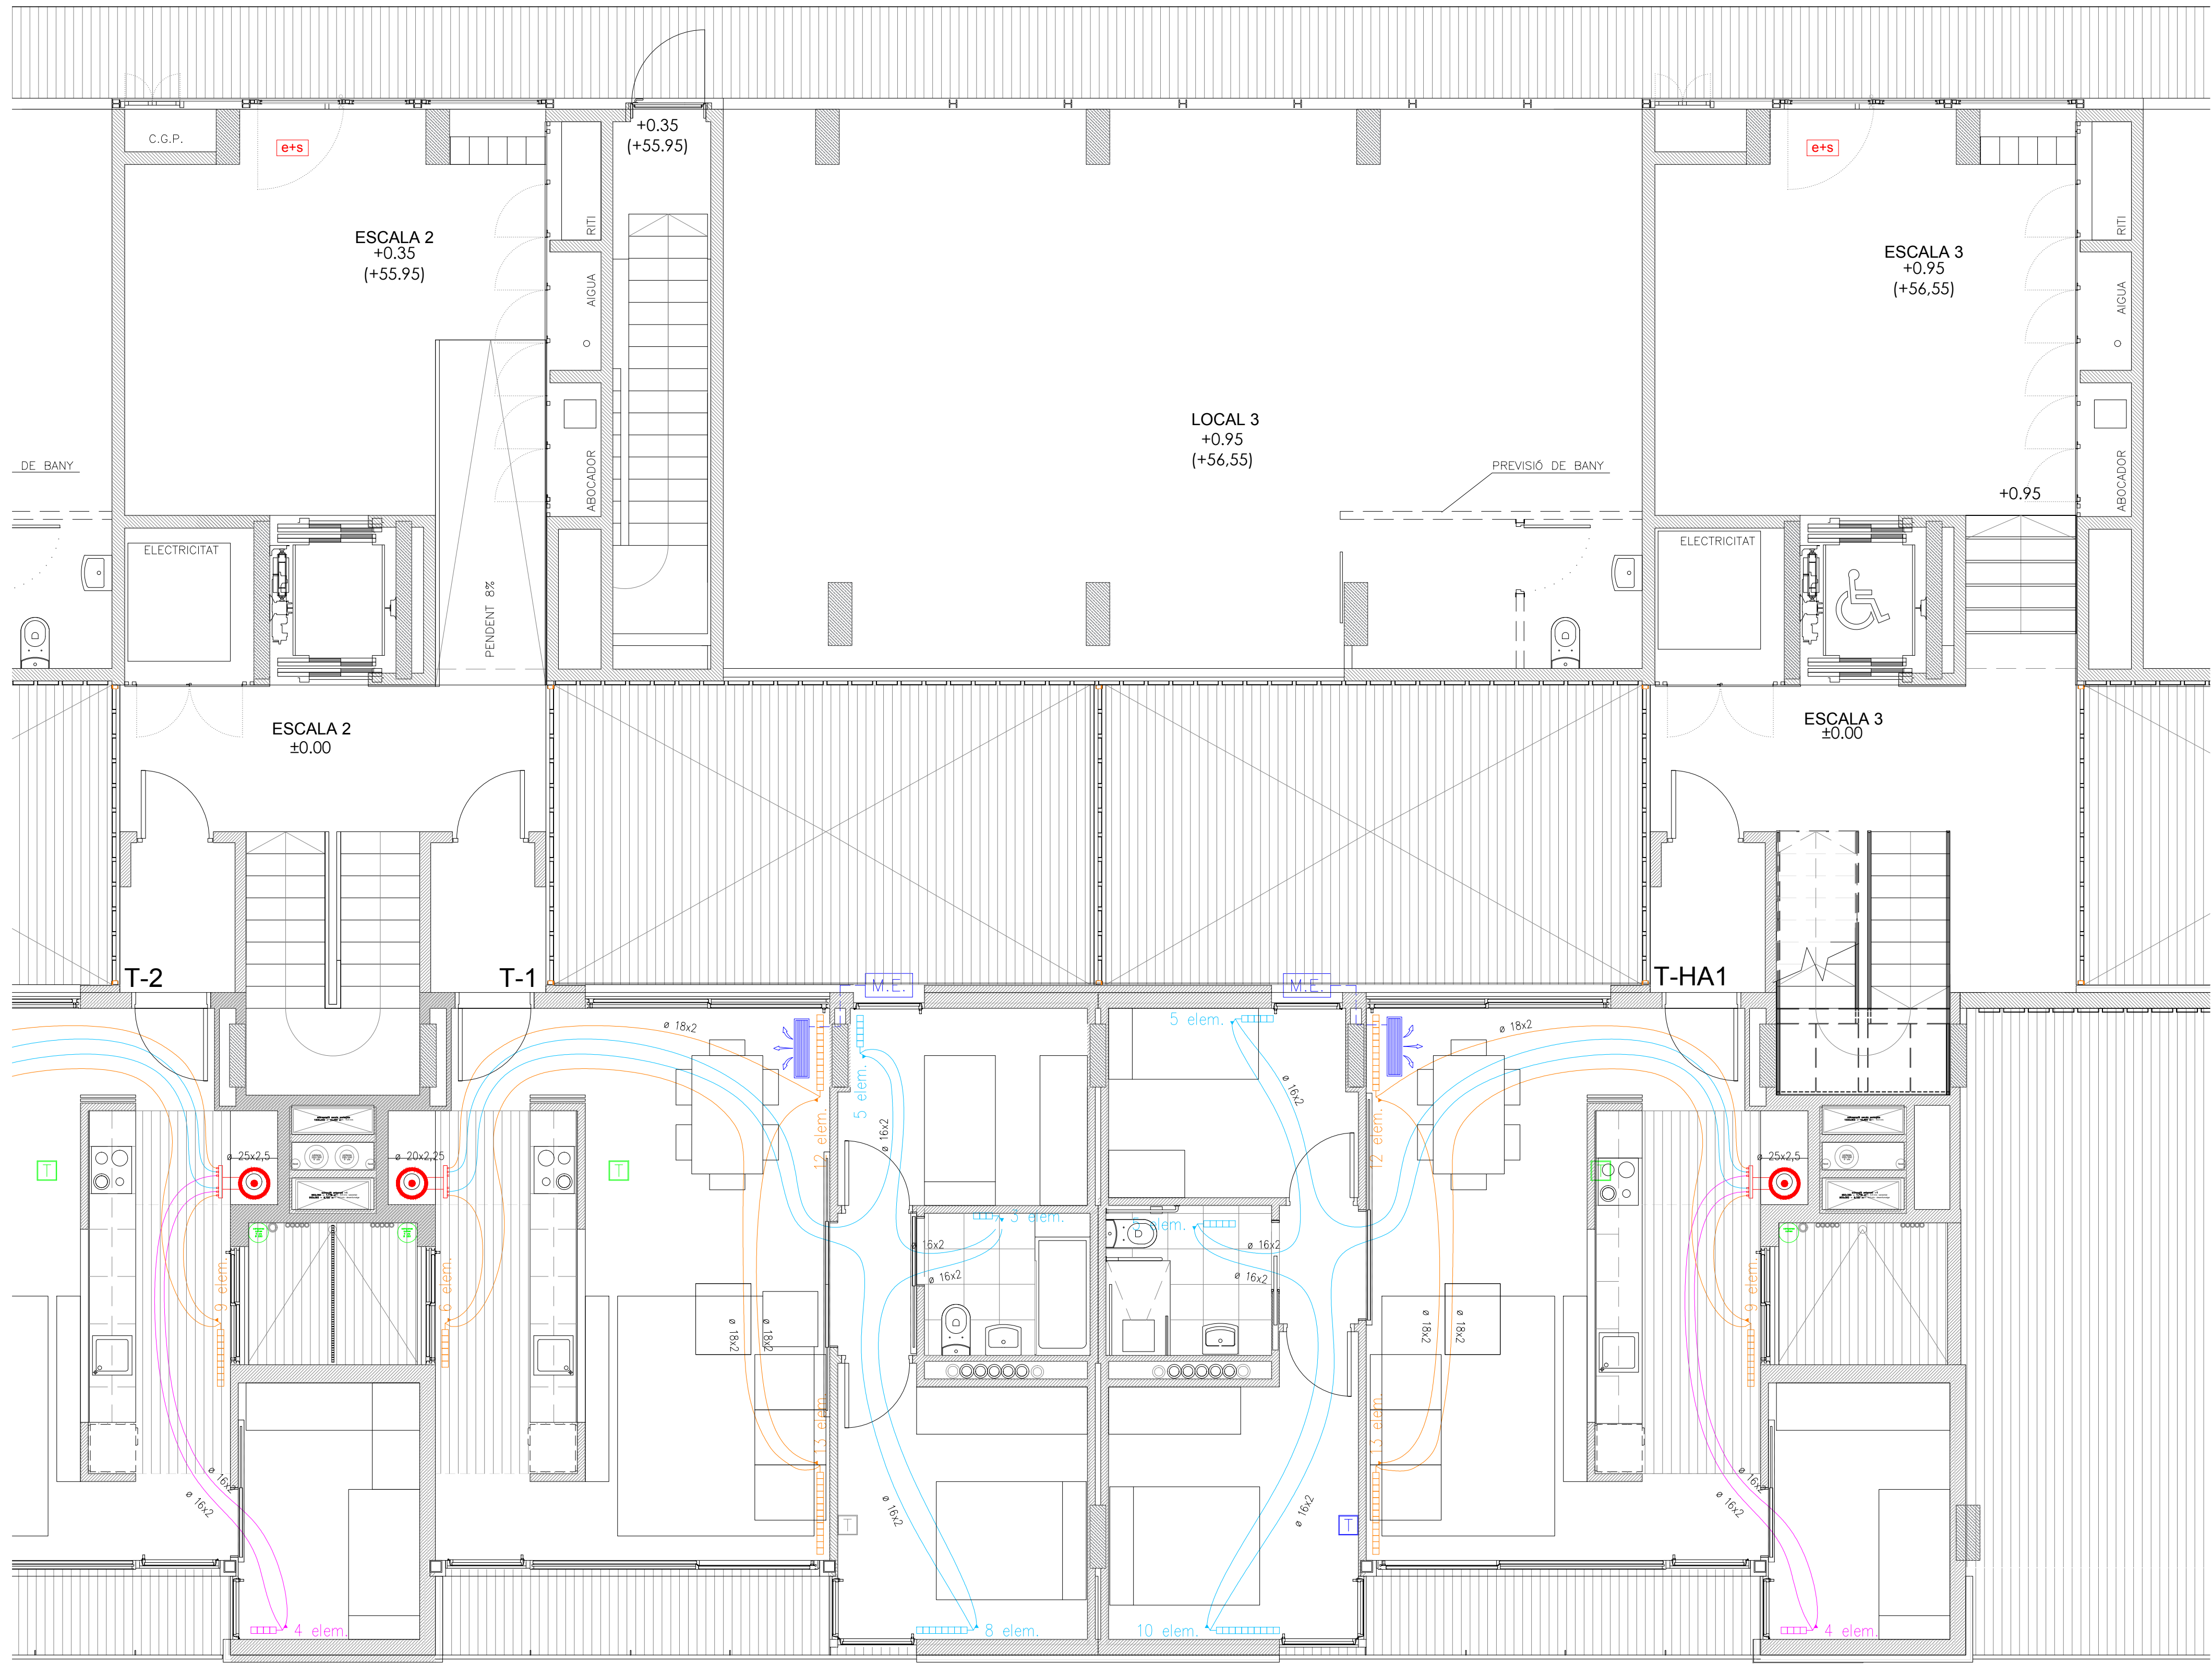 C.G.P.
e+s
+0.35
(+55.95)
e+s
ESCALA 2
+0.35
(+55.95)
RITI
ESCALA 3
+0.95
(+56,55)
RITI
AIGUA
AIGUA
LOCAL 3
+0.95
(+56,55)
DE BANY
ABOCADOR
PREVISIÓ DE BANY
+0.95
ABOCADOR
ELECTRICITAT
ELECTRICITAT
PENDENT 8%
ESCALA 2
±0.00
ESCALA 3
±0.00
T-2
T-1
T-HA1
M.E.
M.E.
ø 18x2
5 elem.
5 elem.
ø 18x2
12 elem.
ø 16x2
ø 16x2
12 elem.
ø 25x2,5
ø 20x2,25
ø 25x2,5
T
T
T
3 elem.
5 elem.
ø 16x2
ø 16x2
ø 16x2
ø 16x2
9 elem.
6 elem.
9 elem.
ø 18x2
ø 18x2
ø 18x2
ø 18x2
13 elem.
13 elem.
ø 16x2
ø 16x2
ø 16x2
ø 16x2
ø 16x2
ø 16x2
T
T
4 elem.
8 elem.
10 elem.
4 elem.